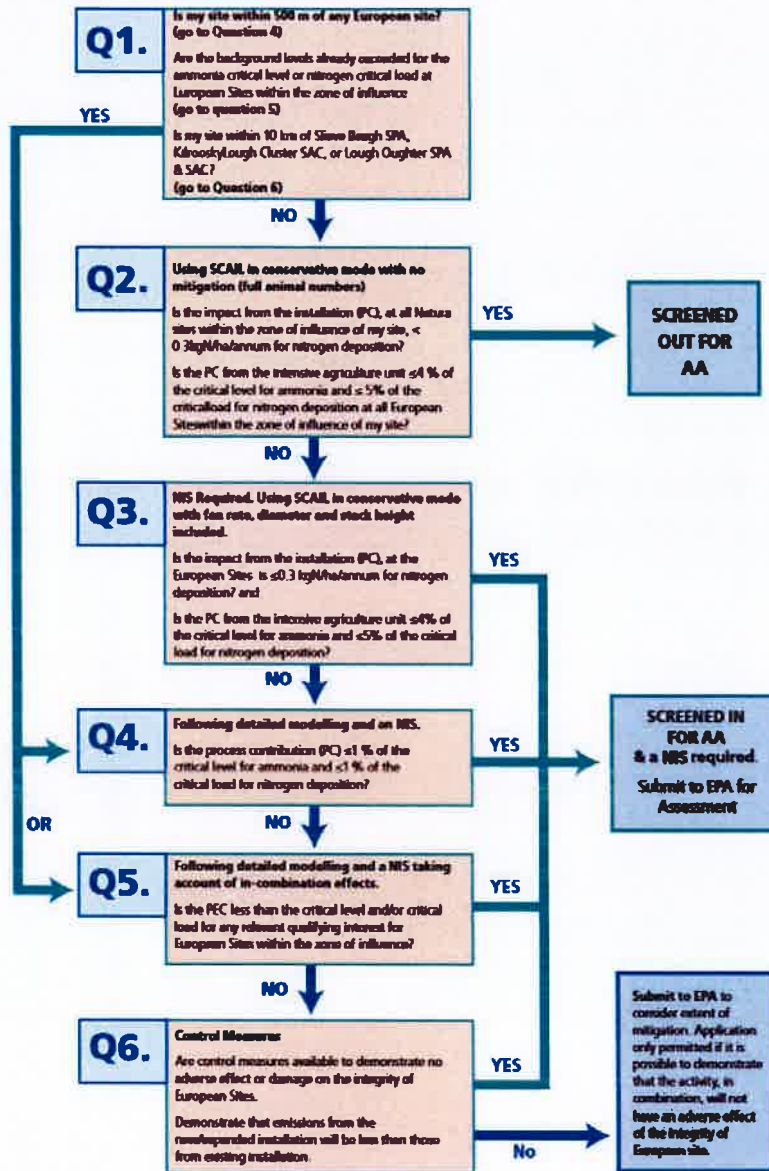 Q1.
Is my site within 500 m of any European site?
(go to Question 4)
Are the background levels already exceeded for the
ammonia critical level or nitrogen critical load at
European Sites within the zone of influence
(go to question 5)
Is my site within 10 km of Slieve Beagh SPA,
KilrooskyLough Cluster SAC, or Lough Oughter SPA
& SAC?
(go to Question 6)
YES
NO
Q2.
Using SCAIL in conservative mode with no
mitigation (full animal numbers)
Is the impact from the installation (PC), at all Natura
sites within the zone of influence of my site, <
0.3kgN/ha/annum for nitrogen deposition?
Is the PC from the intensive agriculture unit ≤4 % of
the critical level for ammonia and ≤ 5% of the
criticalload for nitrogen deposition at all European
Siteswithin the zone of influence of my site?
YES
SCREENED
OUT FOR
AA
NO
Q3.
NIS Required. Using SCAIL in conservative mode
with fan rate, diameter and stack height
included.
Is the impact from the installation (PC), at the
European Sites is ≤0.3 kgN/ha/annum for nitrogen
deposition? and
Is the PC from the intensive agriculture unit ≤4% of
the critical level for ammonia and ≤5% of the critical
load for nitrogen deposition?
YES
NO
Q4.
Following detailed modelling and an NIS.
Is the process contribution (PC) ≤1 % of the
critical level for ammonia and ≤1 % of the
critical load for nitrogen deposition?
YES
SCREENED IN
FOR AA
& a NIS required.
Submit to EPA for
Assessment
NO
OR
Q5.
Following detailed modelling and a NIS taking
account of in-combination effects.
Is the PEC less than the critical level and/or critical
load for any relevant qualifying interest for
European Sites within the zone of influence?
YES
NO
Q6.
Control Measures
Are control measures available to demonstrate no
adverse effect or damage on the integrity of
European Sites.
Demonstrate that emissions from the
new/expanded installation will be less than those
from existing installation
YES
No
Submit to EPA to
consider extent of
mitigation. Application
only permitted if it is
possible to demonstrate
that the activity, in
combination, will not
have an adverse effect
of the integrity of
European site.